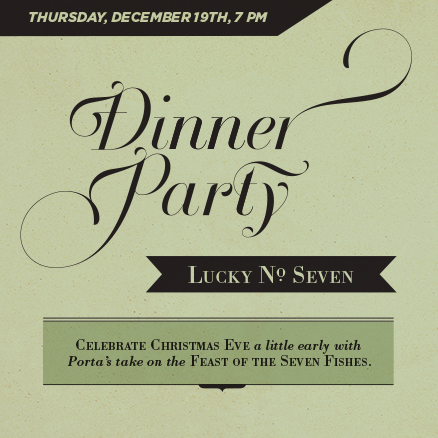 THURSDAY, DECEMBER 19TH, 7 PM
Dinner
Party
LUCKY Nº SEVEN
CELEBRATE CHRISTMAS EVE a little early with
Porta's take on the FEAST OF THE SEVEN FISHES.